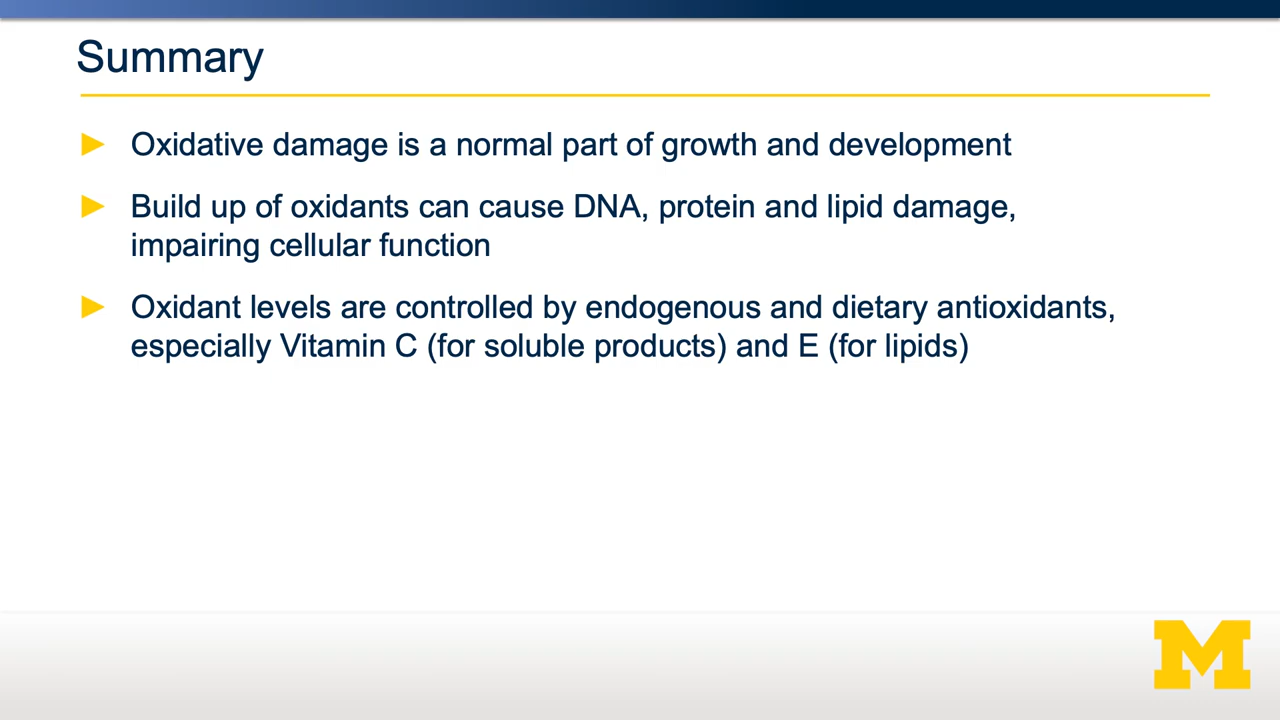 Summary
► Oxidative damage is a normal part of growth and development
► Build up of oxidants can cause DNA, protein and lipid damage,
impairing cellular function
► Oxidant levels are controlled by endogenous and dietary antioxidants,
especially Vitamin C (for soluble products) and E (for lipids)
M